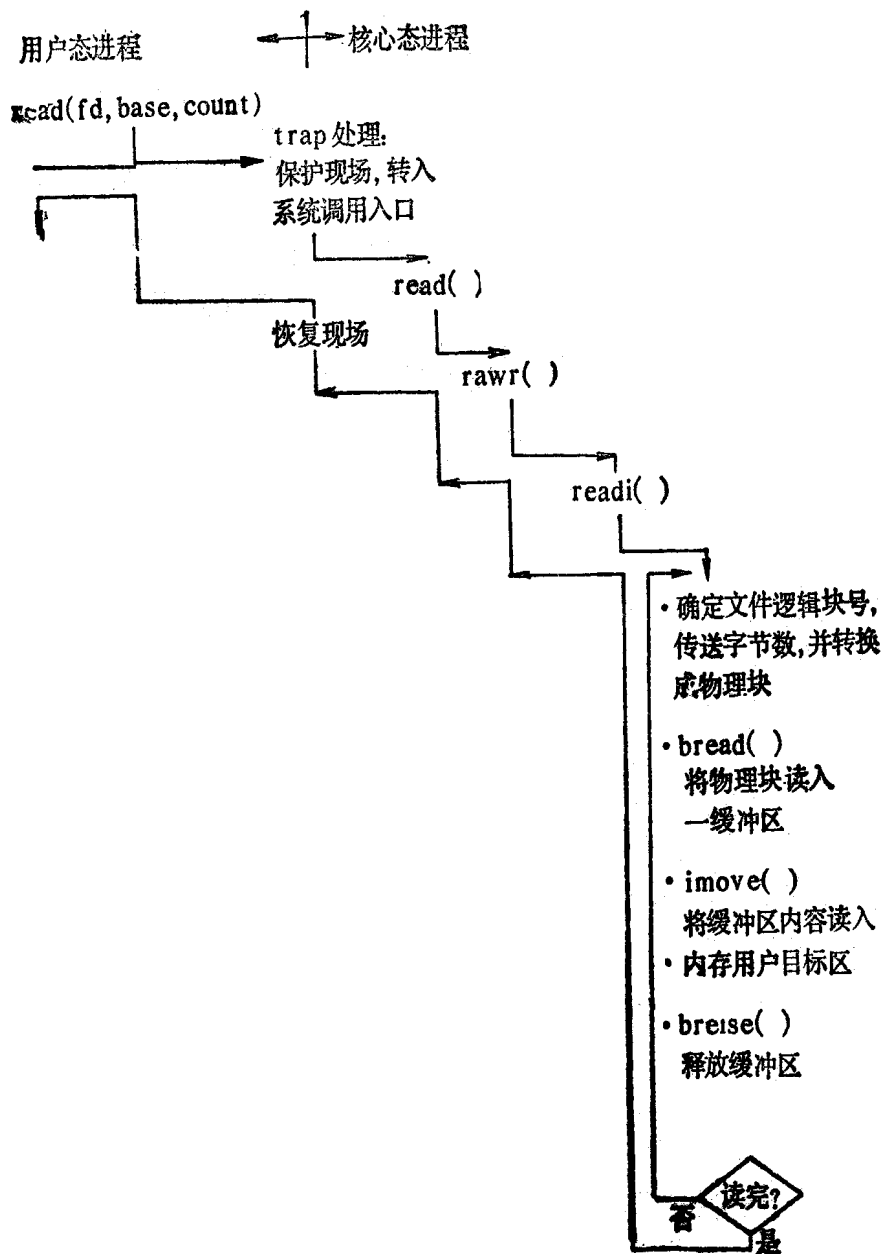 用户态进程
核心态进程
read(fd,base,count)
trap处理:
保护现场,转入
系统调用入口
read( )
恢复现场
rawr( )
readi( )
·确定文件逻辑块号,
传送字节数,并转换
成物理块
·bread( )
将物理块读入
一缓冲区
·imove( )
将缓冲区内容读入
·内存用户目标区
·breise( )
释放缓冲区
读完?
否
是